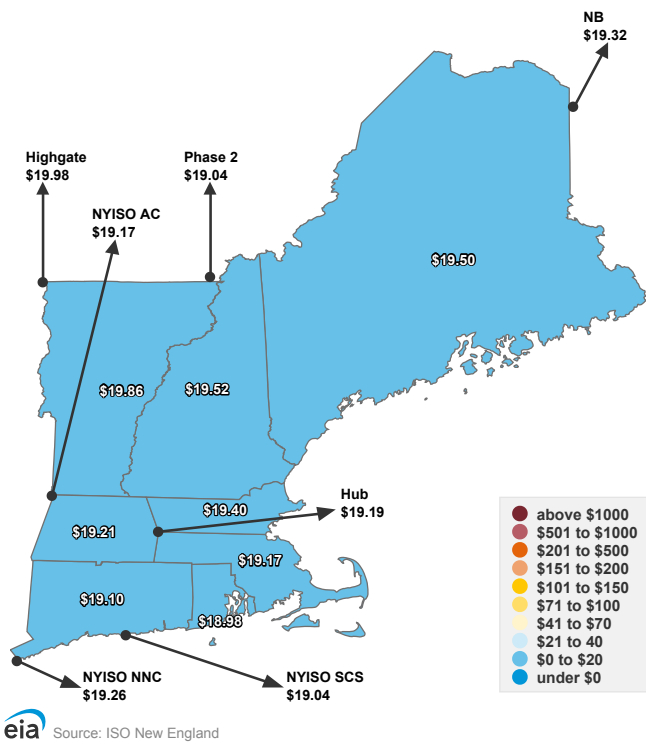 NB
$19.32
Highgate
$19.98
Phase 2
$19.04
NYISO AC
$19.17
$19.50
$19.86
$19.52
Hub
$19.19
$19.40
$19.21
$19.17
$19.10
$18.98
NYISO NNC
$19.26
NYISO SCS
$19.04
above $1000
$501 to $1000
$201 to $500
$151 to $200
$101 to $150
$71 to $100
$41 to $70
$21 to 40
$0 to $20
under $0
eia Source: ISO New England